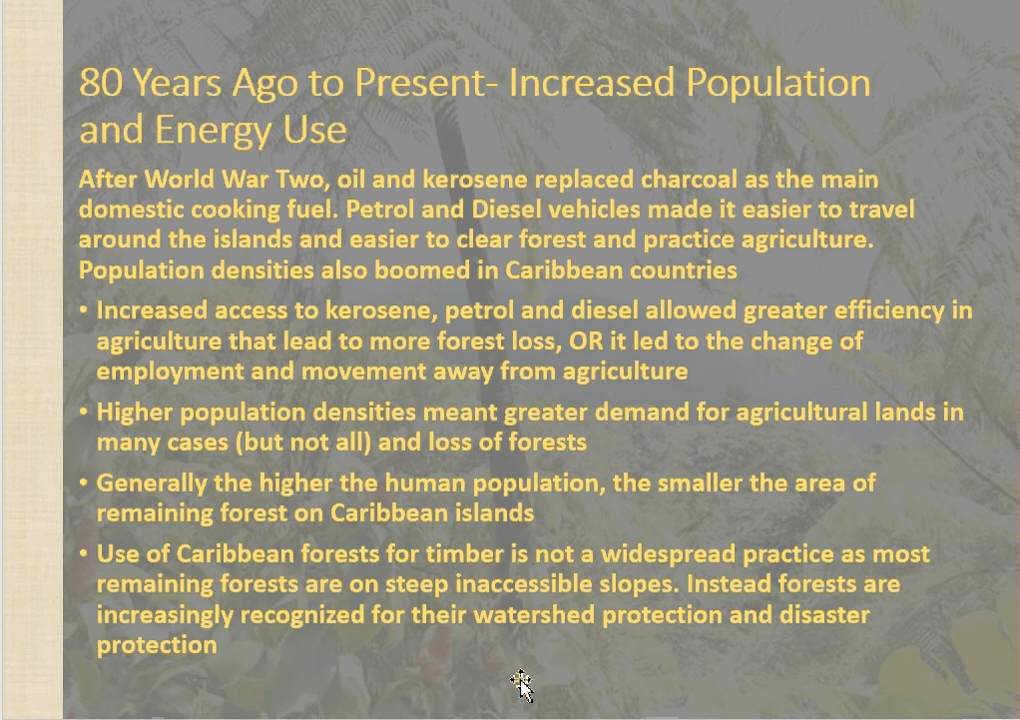 80 Years Ago to Present- Increased Population
and Energy Use
After World War Two, oil and kerosene replaced charcoal as the main
domestic cooking fuel. Petrol and Diesel vehicles made it easier to travel
around the islands and easier to clear forest and practice agriculture.
Population densities also boomed in Caribbean countries
• Increased access to kerosene, petrol and diesel allowed greater efficiency in
agriculture that lead to more forest loss, OR it led to the change of
employment and movement away from agriculture
• Higher population densities meant greater demand for agricultural lands in
many cases (but not all) and loss of forests
• Generally the higher the human population, the smaller the area of
remaining forest on Caribbean islands
• Use of Caribbean forests for timber is not a widespread practice as most
remaining forests are on steep inaccessible slopes. Instead forests are
increasingly recognized for their watershed protection and disaster
protection